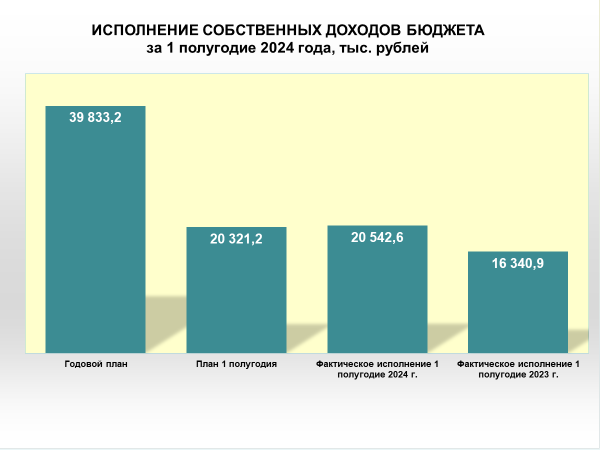 ИСПОЛНЕНИЕ СОБСТВЕННЫХ ДОХОДОВ БЮДЖЕТА
за 1 полугодие 2024 года, тыс. рублей
39 833,2
20 321,2
20 542,6
16 340,9
Годовой план
План 1 полугодия
Фактическое исполнение 1
полугодие 2024 г.
Фактическое исполнение 1
полугодие 2023 г.